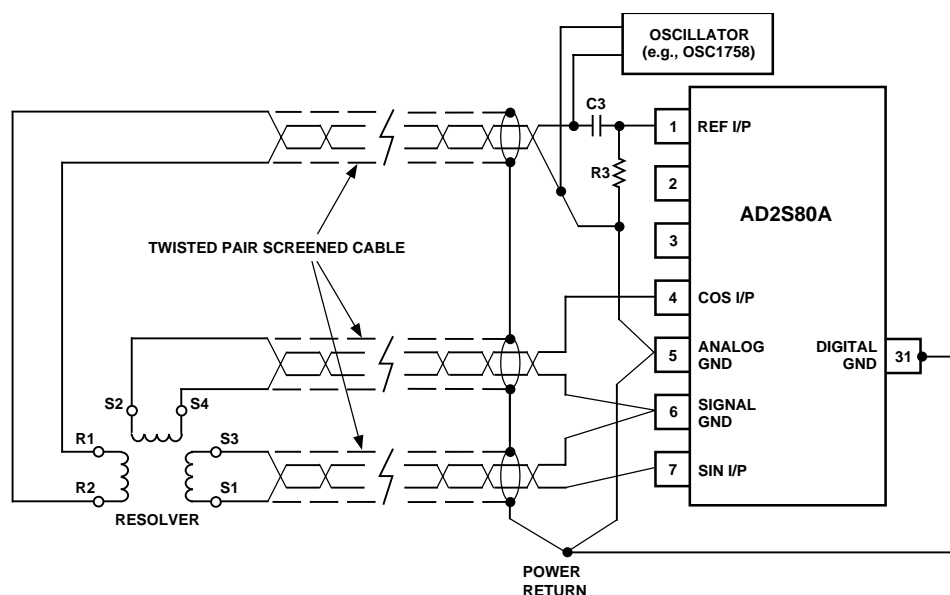 OSCILLATOR
(e.g., OSC1758)
C3
1
REF I/P
R3
2
AD2S80A
3
TWISTED PAIR SCREENED CABLE
4
COS I/P
5
ANALOG
GND
DIGITAL
GND
31
S2
S4
6
SIGNAL
GND
R1
S3
7
SIN I/P
R2
S1
RESOLVER
POWER
RETURN